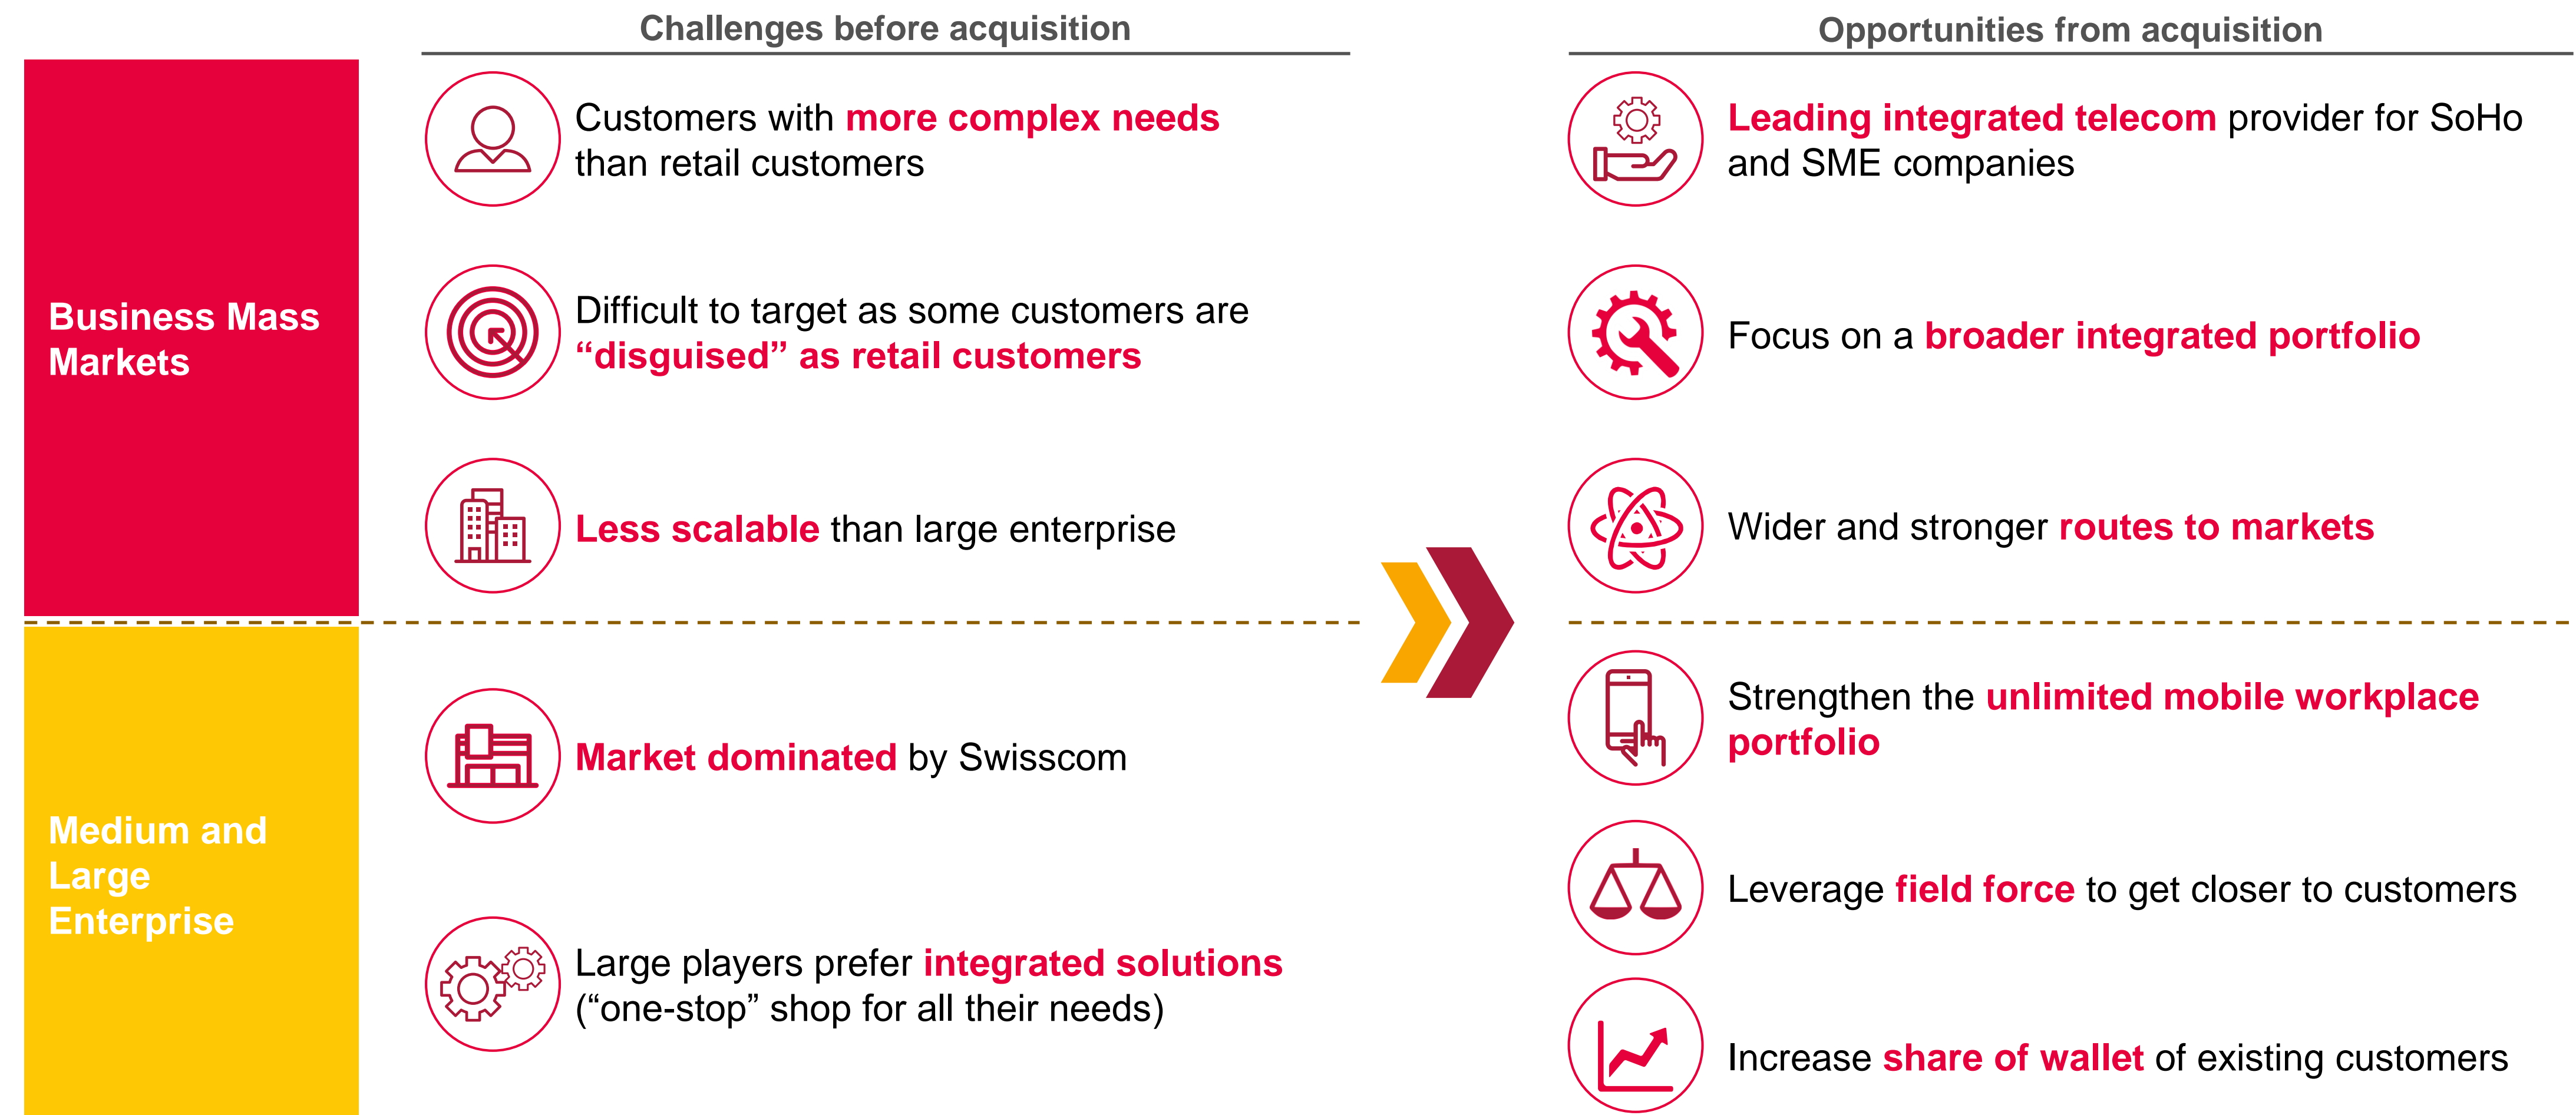 Challenges before acquisition
Opportunities from acquisition
Business Mass
Markets
Customers with more complex needs
than retail customers
Difficult to target as some customers are
“disguised” as retail customers
Less scalable than large enterprise
Leading integrated telecom provider for SoHo
and SME companies
Focus on a broader integrated portfolio
Wider and stronger routes to markets
Medium and
Large
Enterprise
Market dominated by Swisscom
Large players prefer integrated solutions
(“one-stop” shop for all their needs)
Strengthen the unlimited mobile workplace
portfolio
Leverage field force to get closer to customers
Increase share of wallet of existing customers